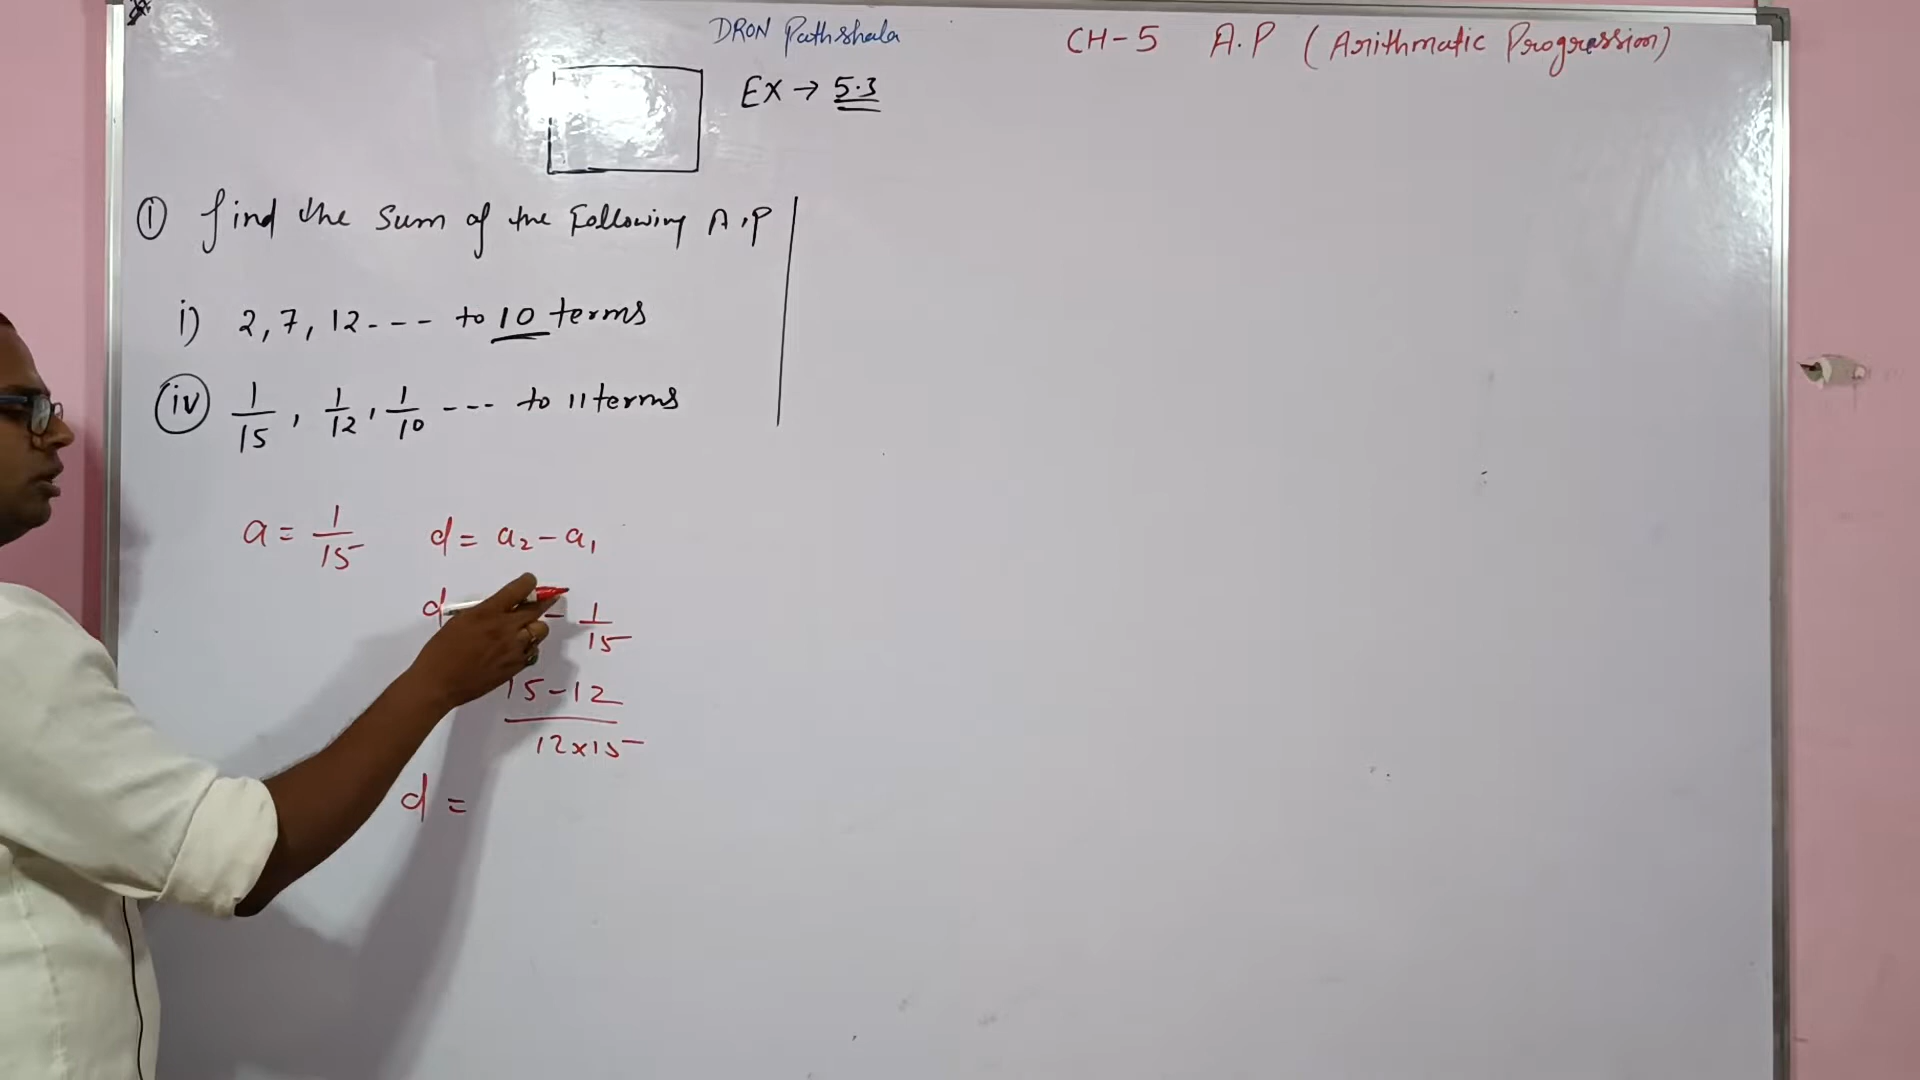 DRON Pathshala
CH-5 A.P (Arithmatic Progression)
EX → 5.3
① find the Sum of the Following A.P
i) 2, 7, 12 --- to 10 terms
iv) 1/15, 1/12, 1/10 --- to 11 terms
a = 1/15 d = a₂ - a₁
d - 1/15
15-12
12×15
d =